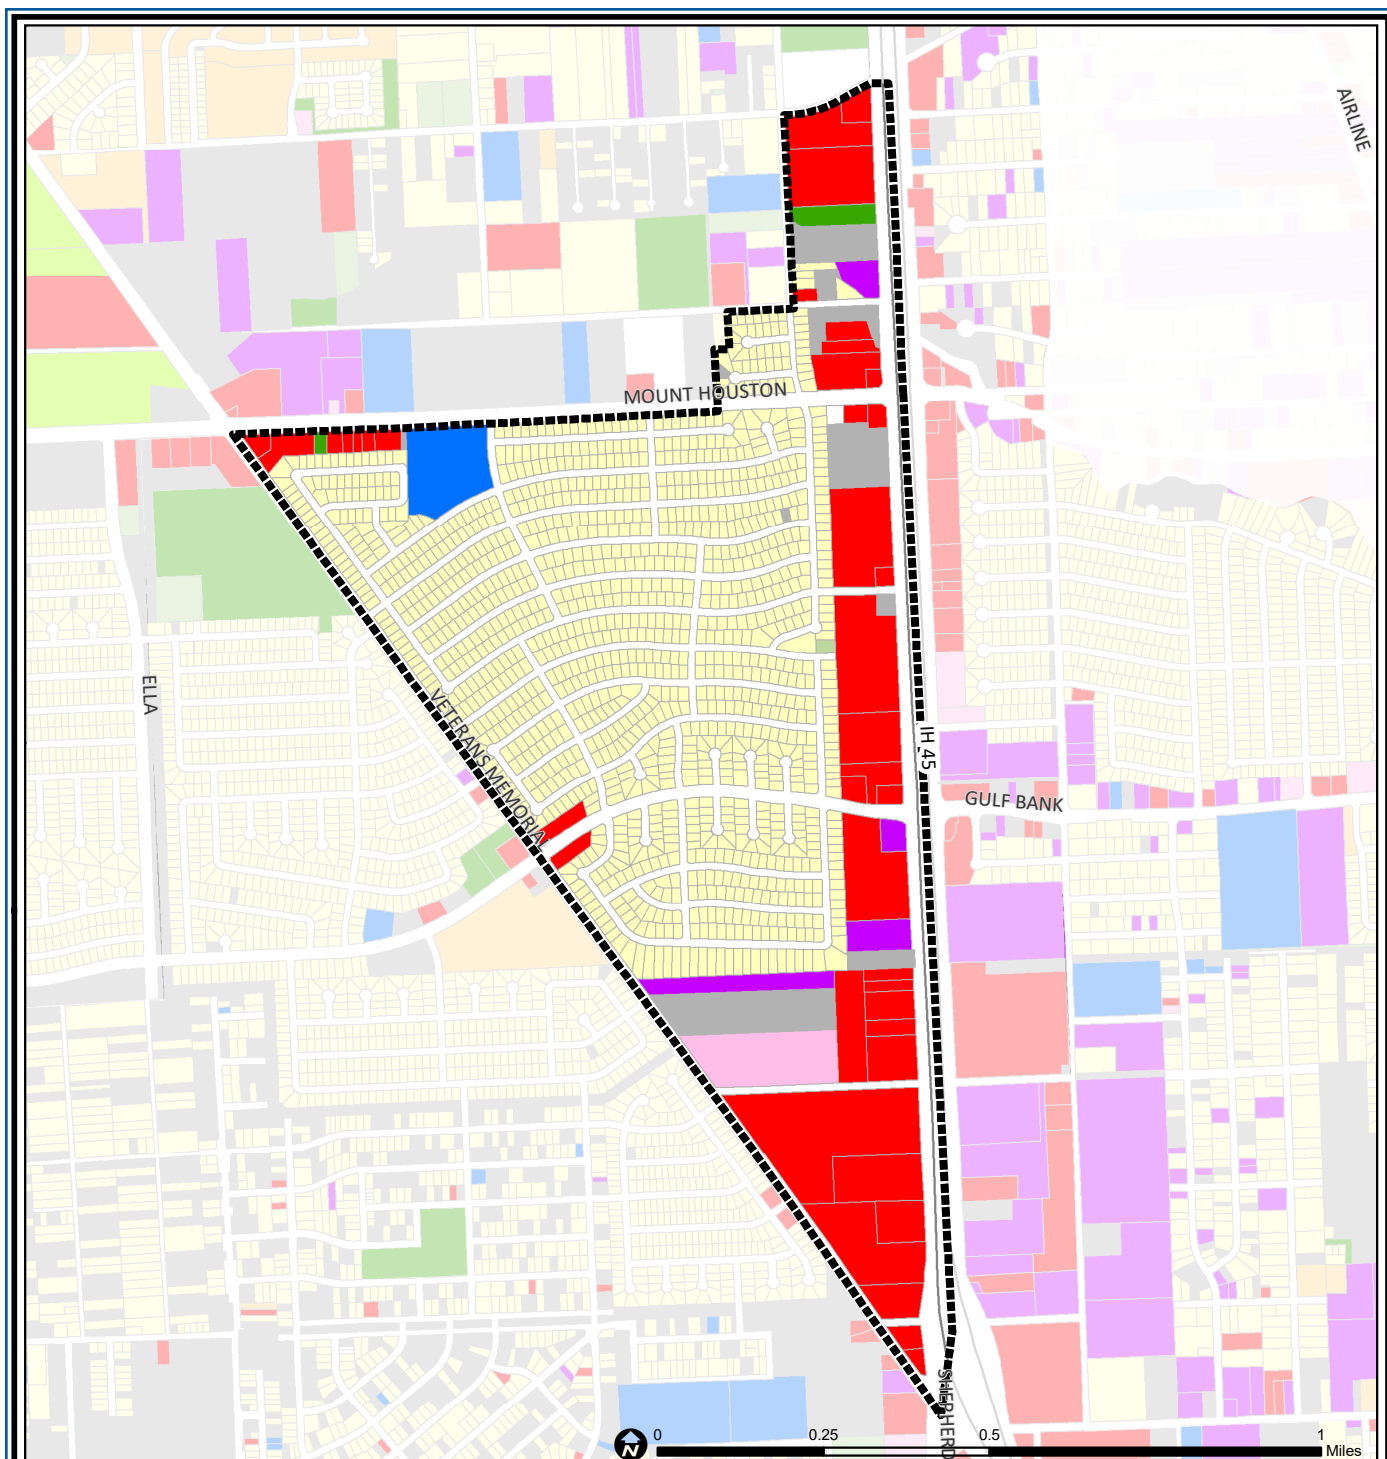 AIRLINE
MOUNT HOUSTON
ELLA
VETERANS MEMORIAL
IH 45
GULF BANK
SHEPHERD
N
0 0.25 0.5 1
Miles